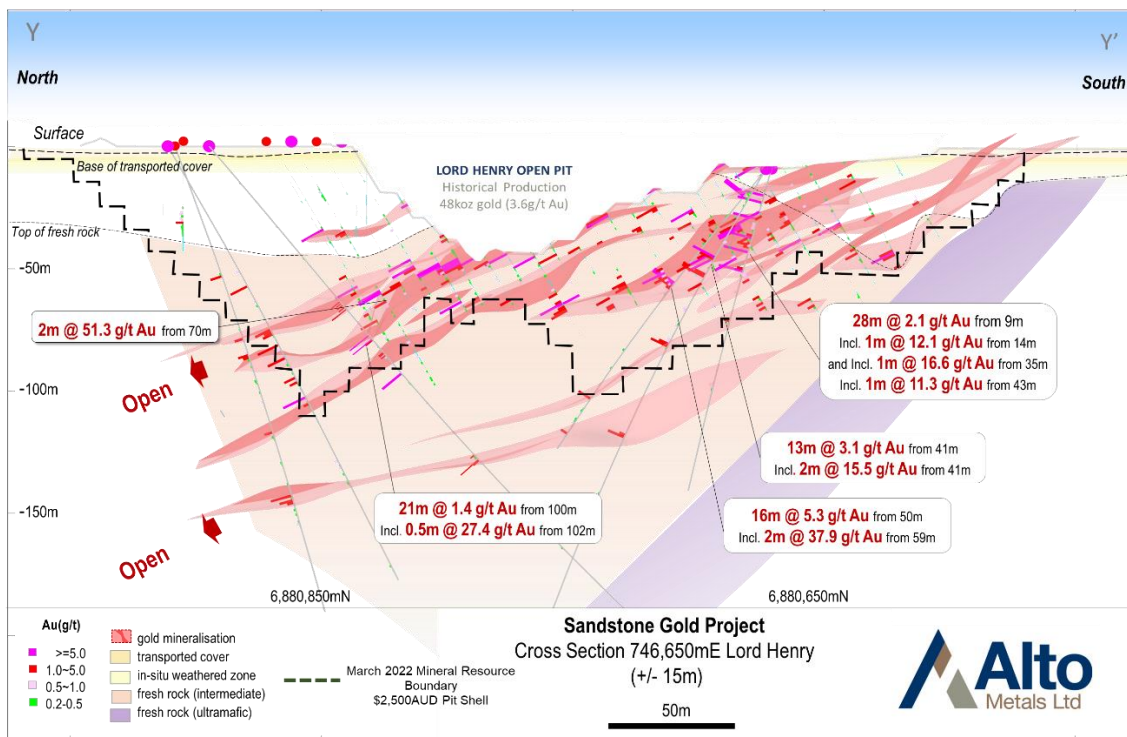 Y
Y'
North
South
Surface
Base of transported cover
LORD HENRY OPEN PIT
Historical Production
48koz gold (3.6g/t Au)
Top of fresh rock
-50m
2m @ 51.3 g/t Au from 70m
28m @ 2.1 g/t Au from 9m
Incl. 1m @ 12.1 g/t Au from 14m
and Incl. 1m @ 16.6 g/t Au from 35m
Incl. 1m @ 11.3 g/t Au from 43m
-100m
Open
13m @ 3.1 g/t Au from 41m
Incl. 2m @ 15.5 g/t Au from 41m
21m @ 1.4 g/t Au from 100m
Incl. 0.5m @ 27.4 g/t Au from 102m
16m @ 5.3 g/t Au from 50m
Incl. 2m @ 37.9 g/t Au from 59m
-150m
Open
6,880,850mN
6,880,650mN
Au(g/t)
>=5.0
1.0~5.0
0.5~1.0
0.2-0.5
gold mineralisation
transported cover
in-situ weathered zone
fresh rock (intermediate)
fresh rock (ultramafic)
March 2022 Mineral Resource
Boundary
$2,500AUD Pit Shell
Sandstone Gold Project
Cross Section 746,650mE Lord Henry
(+/- 15m)
50m
Alto
Metals Ltd